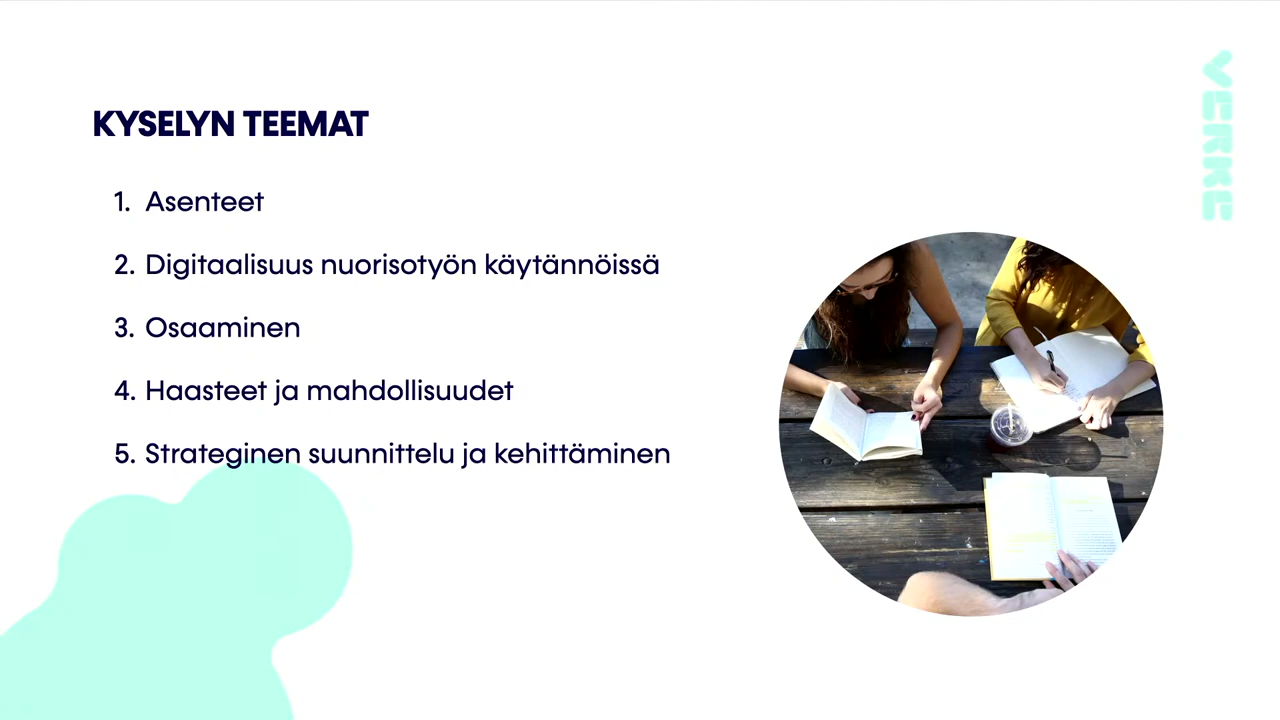 KYSELYN TEEMAT
1. Asenteet
2. Digitaalisuus nuorisotyön käytännöissä
3. Osaaminen
4. Haasteet ja mahdollisuudet
5. Strateginen suunnittelu ja kehittäminen
VERKE